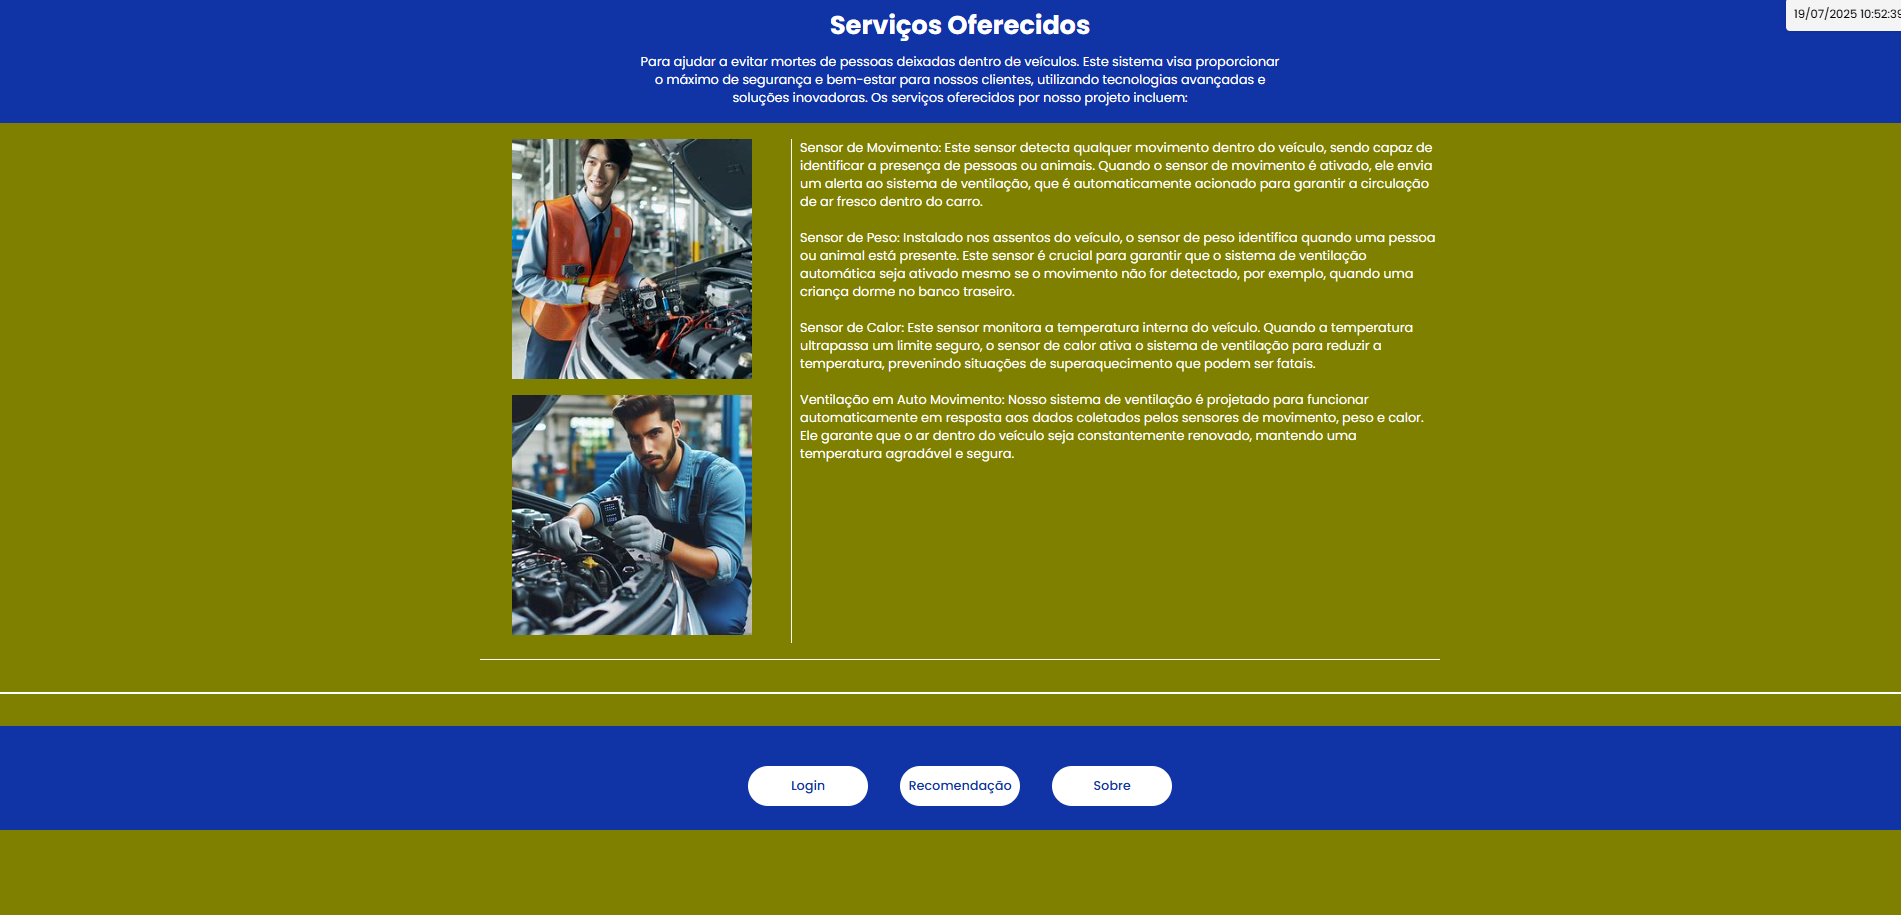 Serviços Oferecidos
19/07/2025 10:52:39
Para ajudar a evitar mortes de pessoas deixadas dentro de veículos. Este sistema visa proporcionar
o máximo de segurança e bem-estar para nossos clientes, utilizando tecnologias avançadas e
soluções inovadoras. Os serviços oferecidos por nosso projeto incluem:
Sensor de Movimento: Este sensor detecta qualquer movimento dentro do veículo, sendo capaz de
identificar a presença de pessoas ou animais. Quando o sensor de movimento é ativado, ele envia
um alerta ao sistema de ventilação, que é automaticamente acionado para garantir a circulação
de ar fresco dentro do carro.
Sensor de Peso: Instalado nos assentos do veículo, o sensor de peso identifica quando uma pessoa
ou animal está presente. Este sensor é crucial para garantir que o sistema de ventilação
automática seja ativado mesmo se o movimento não for detectado, por exemplo, quando uma
criança dorme no banco traseiro.
Sensor de Calor: Este sensor monitora a temperatura interna do veículo. Quando a temperatura
ultrapassa um limite seguro, o sensor de calor ativa o sistema de ventilação para reduzir a
temperatura, prevenindo situações de superaquecimento que podem ser fatais.
Ventilação em Auto Movimento: Nosso sistema de ventilação é projetado para funcionar
automaticamente em resposta aos dados coletados pelos sensores de movimento, peso e calor.
Ele garante que o ar dentro do veículo seja constantemente renovado, mantendo uma
temperatura agradável e segura.
Login
Recomendação
Sobre